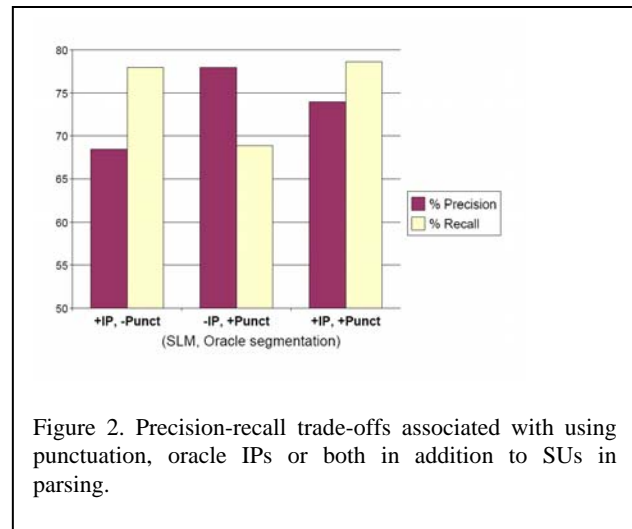 80
75
70
65
60
55
50
+IP, -Punct -IP, +Punct +IP, +Punct
(SLM, Oracle segmentation)
% Precision
% Recall
Figure 2. Precision-recall trade-offs associated with using
punctuation, oracle IPs or both in addition to SUs in
parsing.